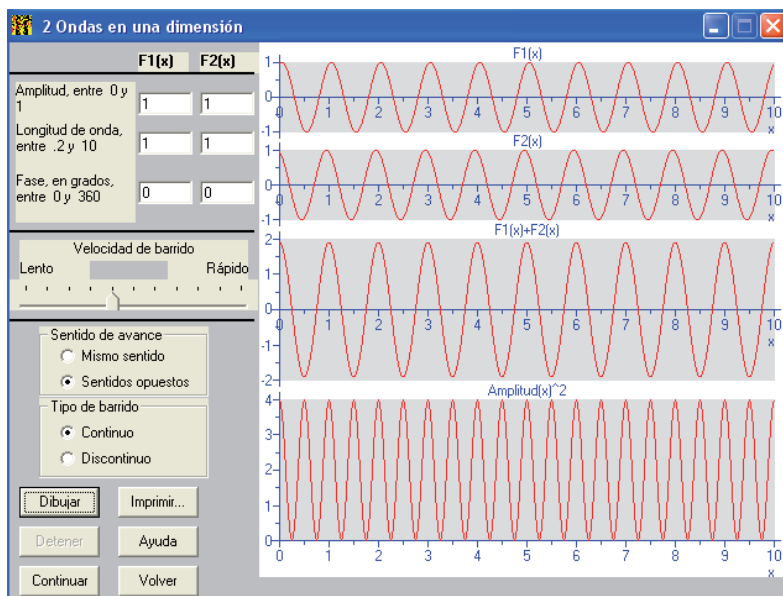 2 Ondas en una dimensión
F1(x) F2(x)
Amplitud, entre 0 y
1
1 1
Longitud de onda,
entre .2 y 10
1 1
Fase, en grados,
entre 0 y 360
0 0
Velocidad de barrido
Lento Rápido
Sentido de avance
Mismo sentido
Sentidos opuestos
Tipo de barrido
Continuo
Discontinuo
Dibujar Imprimir...
Detener Ayuda
Continuar Volver
F1(x)
1
0
-1
0 1 2 3 4 5 6 7 8 9 10
x
F2(x)
1
0
-1
0 1 2 3 4 5 6 7 8 9 10
x
F1(x)+F2(x)
2
1
0
-1
-2
0 1 2 3 4 5 6 7 8 9 10
x
Amplitud(x)^2
4
3
2
1
0
0 1 2 3 4 5 6 7 8 9 10
x